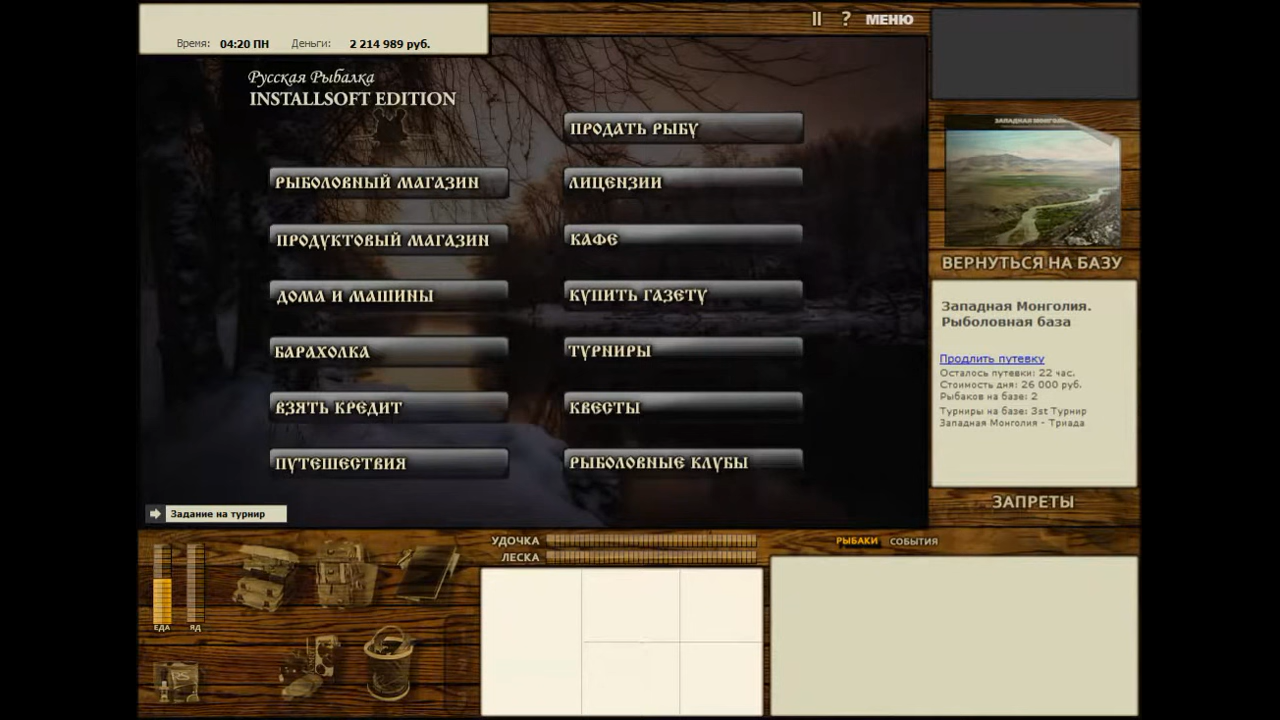 Время: 04:20 ПН Деньги: 2 214 989 руб.
|| ? МЕНЮ
Русская Рыбалка
INSTALLSOFT EDITION
ПРОДАТЬ РЫБУ
РЫБОЛОВНЫЙ МАГАЗИН
ЛИЦЕНЗИИ
ПРОДУКТОВЫЙ МАГАЗИН
КАФЕ
ДОМА И МАШИНЫ
КУПИТЬ ГАЗЕТУ
БАРАХОЛКА
ТУРНИРЫ
ВЗЯТЬ КРЕДИТ
КВЕСТЫ
ПУТЕШЕСТВИЯ
РЫБОЛОВНЫЕ КЛУБЫ
Задание на турнир
ЗАПАДНАЯ
ВЕРНУТЬСЯ НА БАЗУ
Западная Монголия.
Рыболовная база
Продлить путевку
Осталось путевки: 22 час.
Стоимость дня: 26 000 руб.
Рыбаков на базе: 2
Турниры на базе: 3st Турнир
Западная Монголия - Триада
ЗАПРЕТЫ
УДОЧКА
ЛЕСКА
РЫБАКИ СОБЫТИЯ
ЕДА ЯД